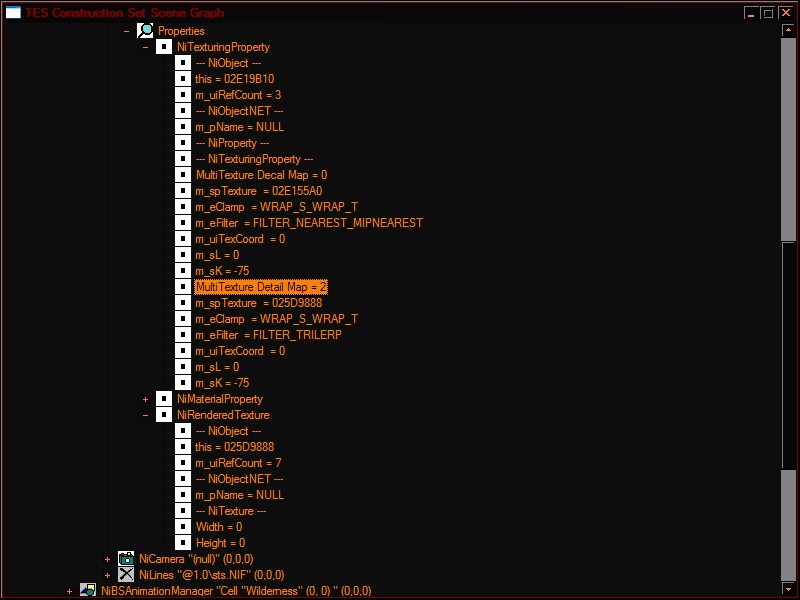 TES Construction Set Scene Graph
Properties
NiTexturingProperty
--- NiObject ---
this = 02E19B10
m_uiRefCount = 3
--- NiObjectNET ---
m_pName = NULL
--- NiProperty ---
--- NiTexturingProperty ---
MultiTexture Decal Map = 0
m_spTexture = 02E155A0
m_eClamp = WRAP_S_WRAP_T
m_eFilter = FILTER_NEAREST_MIPNEAREST
m_uiTexCoord = 0
m_sL = 0
m_sK = -75
MultiTexture Detail Map = 2
m_spTexture = 025D9888
m_eClamp = WRAP_S_WRAP_T
m_eFilter = FILTER_TRILERP
m_uiTexCoord = 0
m_sL = 0
m_sK = -75
NiMaterialProperty
NiRenderedTexture
--- NiObject ---
this = 025D9888
m_uiRefCount = 7
--- NiObjectNET ---
m_pName = NULL
--- NiTexture ---
Width = 0
Height = 0
NiCamera "(null)" (0,0,0)
NiLines "@1.0\sts.NIF" (0,0,0)
NiBSAnimationManager "Cell "Wilderness" (0, 0) " (0,0,0)